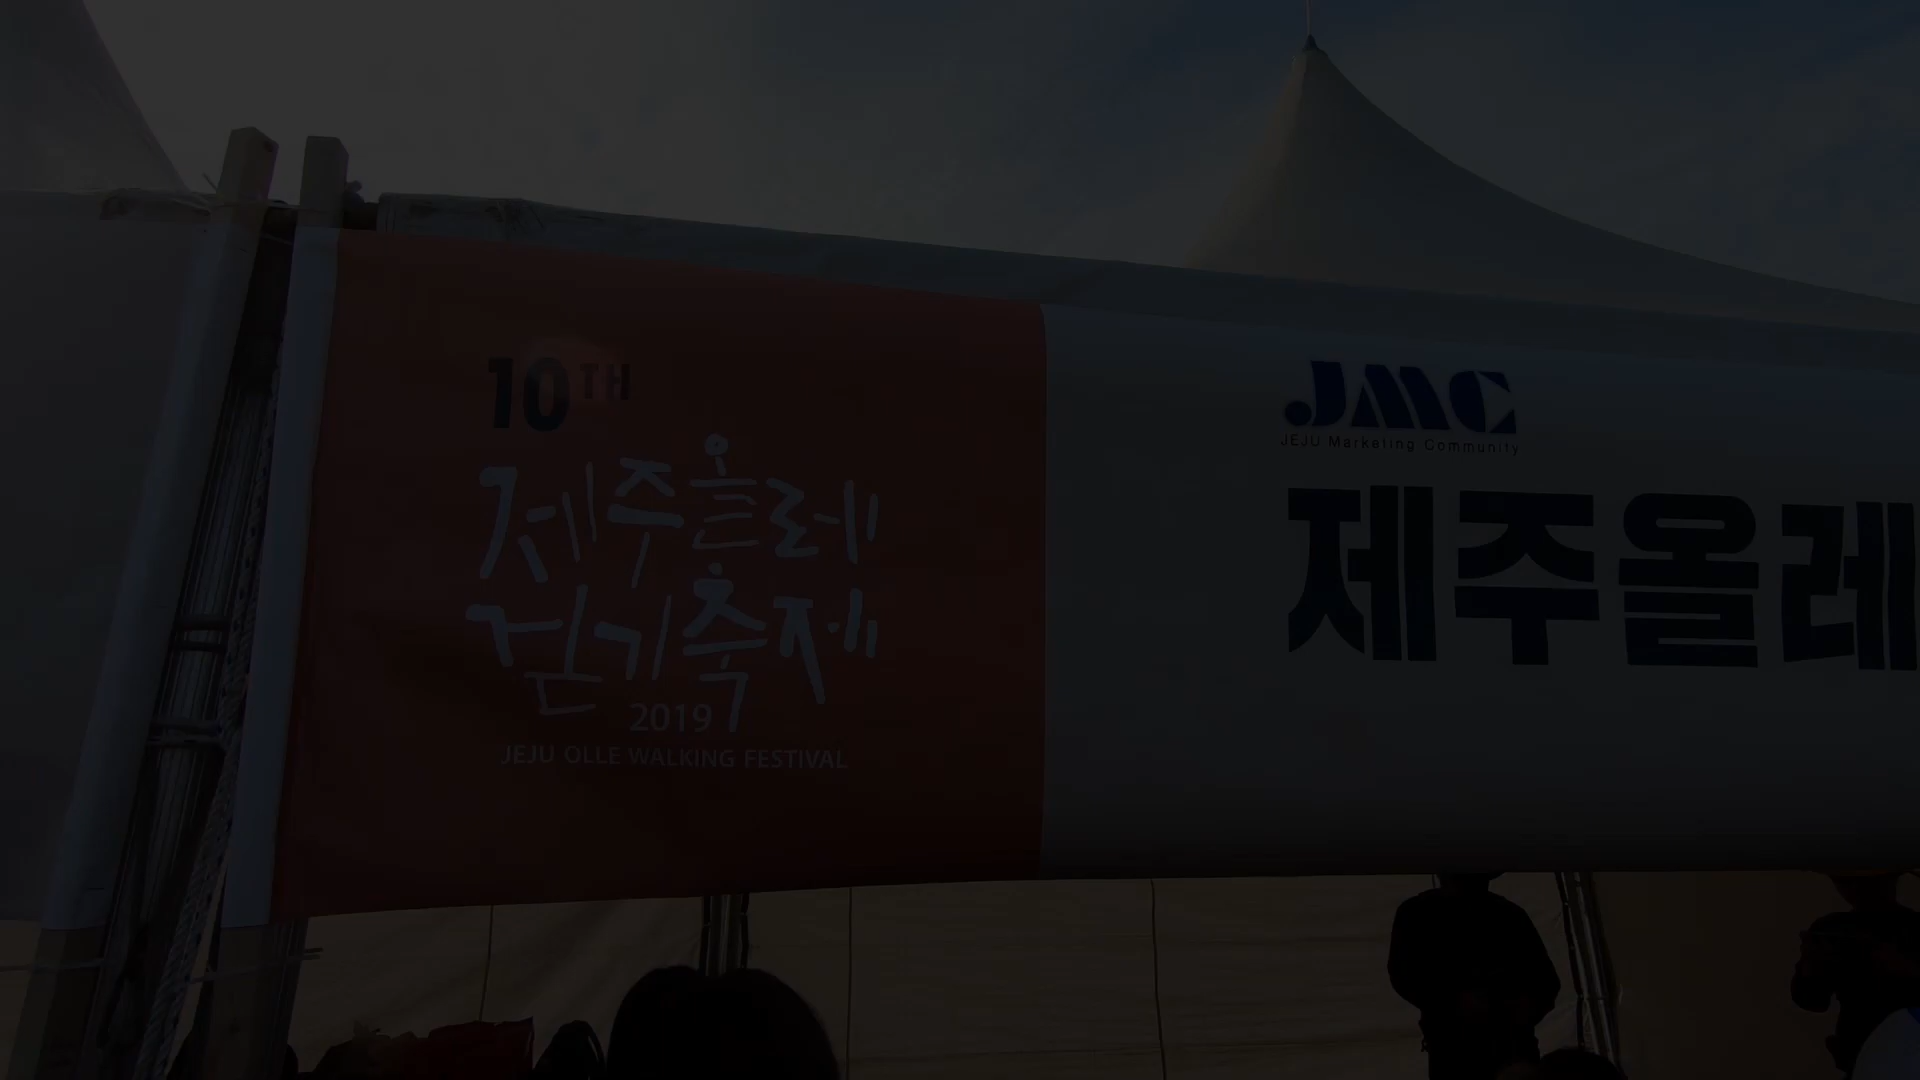 10TH
제주올레
걷기축제
2019
JEJU OLLE WALKING FESTIVAL
JMC
JEJU Marketing Community
제주올레